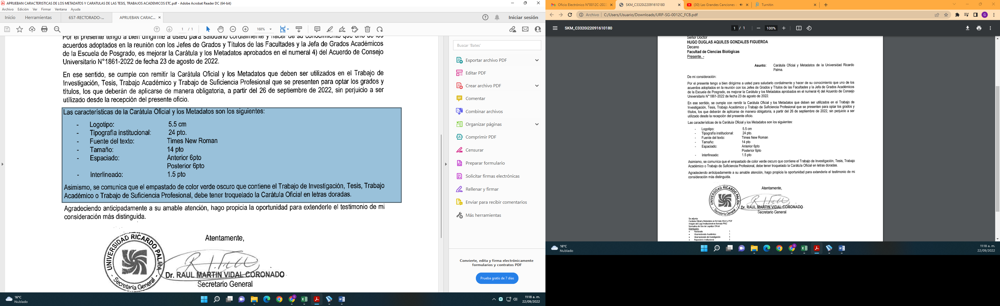 APRUEBAN CARACTERISTICAS DE LOS METADATOS Y CARATULAS DE LAS TESIS, TRABAJOS ACADEMICOS ETC.pdf - Adobe Acrobat Reader DC (64-bit)
Archivo Edición Ver Firmar Ventana Ayuda
Inicio Herramientas 657-RECTORADO-... APRUEBAN CARAC... ×
Iniciar sesión
1 / 1 168%
Por el presente tengo a bien dirigirme a usted para saludarlo cordialmente y hacer de su conocimiento que uno de los
acuerdos adoptados en la reunión con los Jefes de Grados y Títulos de las Facultades y la Jefa de Grados Académicos
de la Escuela de Posgrado, es mejorar la Carátula y los Metadatos aprobados en el numeral 4) del Acuerdo de Consejo
Universitario N°1861-2022 de fecha 23 de agosto de 2022.
En ese sentido, se cumple con remitir la Carátula Oficial y los Metadatos que deben ser utilizados en el Trabajo de
Investigación, Tesis, Trabajo Académico y Trabajo de Suficiencia Profesional que se presenten para optar los grados y
títulos, los que deberán de aplicarse de manera obligatoria, a partir del 26 de septiembre de 2022, sin perjuicio a ser
utilizado desde la recepción del presente oficio.
Las características de la Carátula Oficial y los Metadatos son los siguientes:
- Logotipo: 5.5 cm
- Tipografía institucional: 24 pto.
- Fuente del texto: Times New Roman
- Tamaño: 14 pto
- Espaciado: Anterior 6pto
Posterior 6pto
- Interlineado: 1.5 pto
Asimismo, se comunica que el empastado de color verde oscuro que contiene el Trabajo de Investigación, Tesis, Trabajo
Académico o Trabajo de Suficiencia Profesional, debe tener troquelado la Carátula Oficial en letras doradas.
Agradeciendo anticipadamente a su amable atención, hago propicia la oportunidad para extenderle el testimonio de mi
consideración más distinguida.
Atentamente,
UNIVERSIDAD RICARDO PALMA
- Secretaría General -
Dr. RAUL MARTIN VIDAL CORONADO
Secretario General
Buscar 'Bates'
Exportar archivo PDF
Editar PDF
Crear archivo PDF
Comentar
Combinar archivos
Organizar páginas
Comprimir PDF
Censurar
Preparar formulario
Solicitar firmas electrónicas
Rellenar y firmar
Enviar para recibir comentarios
Más herramientas
Convierte, edita y firma electrónicamente
formularios y contratos PDF
Prueba gratis de 7 días
16°C
Nublado
11:18 a. m.
22/09/2022
Oficio Electrónico N°0012C-2022 SKM_C3320i22091610180 (30) Las Grandes Canciones Turnitin
Archivo C:/Users/Usuario/Downloads/URP-SG-0012C_FCB.pdf
SKM_C3320i22091610180 1 / 1 100%
Señor Doctor
HUGO DUGLAS AQUILES GONZALES FIGUEROA
Decano
Facultad de Ciencias Biológicas
Presente. -
Asunto: Carátula Oficial y Metadatos de la Universidad Ricardo
Palma.
De mi consideración:
Por el presente tengo a bien dirigirme a usted para saludarlo cordialmente y hacer de su conocimiento que uno de los
acuerdos adoptados en la reunión con los Jefes de Grados y Títulos de las Facultades y la Jefa de Grados Académicos
de la Escuela de Posgrado, es mejorar la Carátula y los Metadatos aprobados en el numeral 4) del Acuerdo de Consejo
Universitario N°1861-2022 de fecha 23 de agosto de 2022.
En ese sentido, se cumple con remitir la Carátula Oficial y los Metadatos que deben ser utilizados en el Trabajo de
Investigación, Tesis, Trabajo Académico y Trabajo de Suficiencia Profesional que se presenten para optar los grados y
títulos, los que deberán de aplicarse de manera obligatoria, a partir del 26 de septiembre de 2022, sin perjuicio a ser
utilizado desde la recepción del presente oficio.
Las características de la Carátula Oficial y los Metadatos son los siguientes:
- Logotipo: 5.5 cm
- Tipografía institucional: 24 pto.
- Fuente del texto: Times New Roman
- Tamaño: 14 pto
- Espaciado: Anterior 6pto
Posterior 6pto
- Interlineado: 1.5 pto
Asimismo, se comunica que el empastado de color verde oscuro que contiene el Trabajo de Investigación, Tesis, Trabajo
Académico o Trabajo de Suficiencia Profesional, debe tener troquelado la Carátula Oficial en letras doradas.
Agradeciendo anticipadamente a su amable atención, hago propicia la oportunidad para extenderle el testimonio de mi
consideración más distinguida.
Atentamente,
UNIVERSIDAD RICARDO PALMA
- Secretaría General -
Dr. RAUL MARTIN VIDAL CORONADO
Secretario General
Se adjunta:
Carátula Oficial y Metadatos en formato Word y PDF
Images del Logo Institucional en formato PNG
Normativa de Uso de Logotipo Oficial
Distribución:
• Rectorado 1
• Vicerrectorado Académico 1
• Vicerrectorado de Investigación 1
• Repositorio Institucional 1
16°C
Nublado
11:18 a. m.
22/09/2022